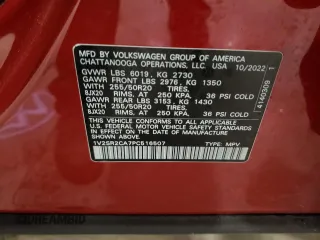 MFD BY VOLKSWAGEN GROUP OF AMERICA
CHATTANOOGA OPERATIONS, LLC. USA 10/2022
GVWR LBS 6019, KG 2730
GAWR FRONT LBS 2976, KG 1350
WITH 255/50R20 TIRES,
8JX20 RIMS, AT 250 KPA, 36 PSI COLD
GAWR REAR LBS 3153, KG 1430
WITH 255/50R20 TIRES,
8JX20 RIMS, AT 250 KPA, 36 PSI COLD
THIS VEHICLE CONFORMS TO ALL APPLICABLE
U.S. FEDERAL MOTOR VEHICLE SAFETY
STANDARDS IN EFFECT ON THE DATE OF
MANUFACTURE SHOWN ABOVE.
1V2SR2CA7PC516507 TYPE: MPV
4140309